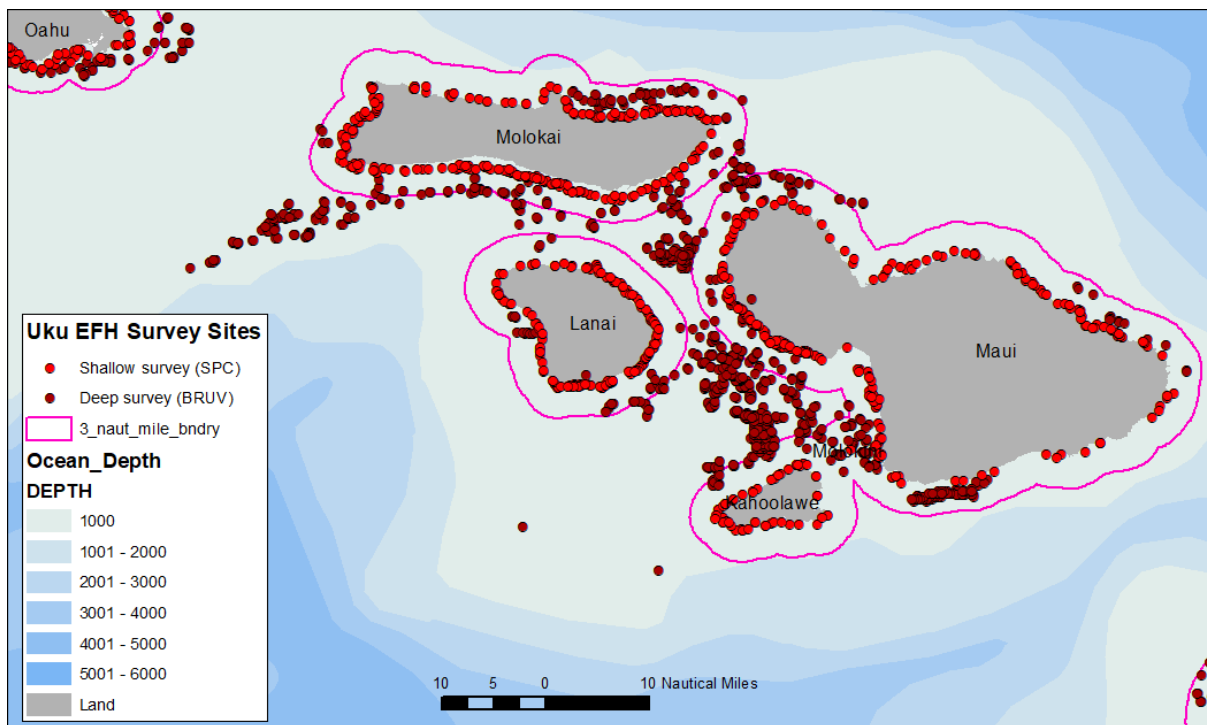 Oahu
Molokai
Lanai
Maui
Molokini
Kahoolawe
Uku EFH Survey Sites
Shallow survey (SPC)
Deep survey (BRUV)
3_naut_mile_bndry
Ocean_Depth
DEPTH
1000
1001 - 2000
2001 - 3000
3001 - 4000
4001 - 5000
5001 - 6000
Land
10 5 0 10 Nautical Miles